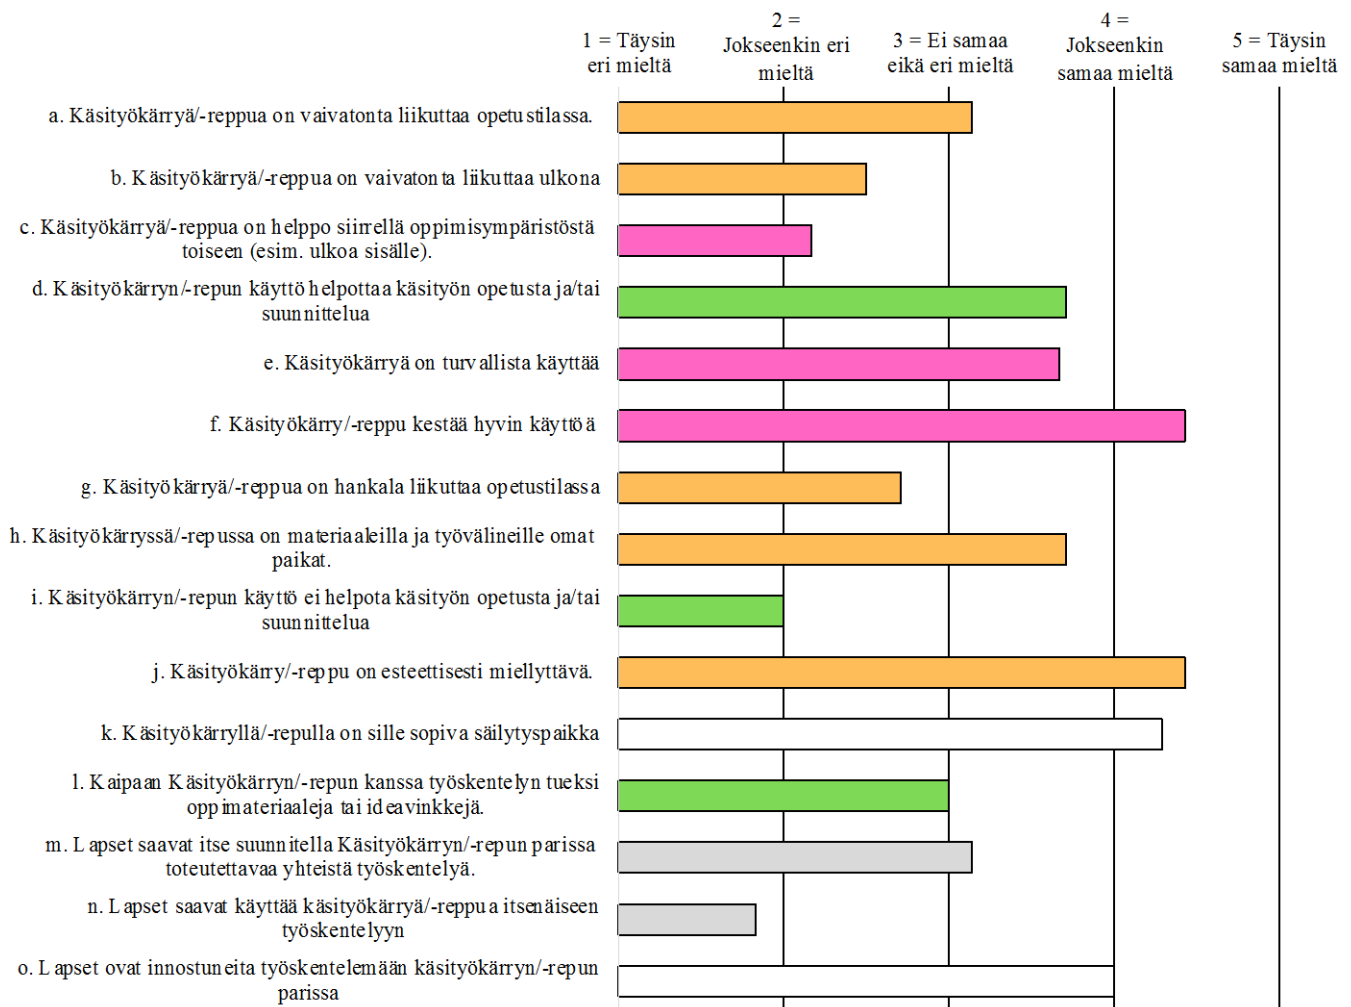 1 = Täysin
eri mieltä
2 =
Jokseenkin eri
mieltä
3 = Ei samaa
eikä eri mieltä
4 =
Jokseenkin
samaa mieltä
5 = Täysin
samaa mieltä
a. Käsityökärryä/-reppua on vaivatonta liikuttaa opetustilassa.
b. Käsityökärryä/-reppua on vaivatonta liikuttaa ulkona
c. Käsityökärryä/-reppua on helppo siirrellä oppimisympäristöstä
toiseen (esim. ulkoa sisälle).
d. Käsityökärryn/-repun käyttö helpottaa käsityön opetusta ja/tai
suunnittelua
e. Käsityökärryä on turvallista käyttää
f. Käsityökärry/-reppu kestää hyvin käyttöä
g. Käsityökärryä/-reppua on hankala liikuttaa opetustilassa
h. Käsityökärryssä/-repussa on materiaaleilla ja työvälineille omat
paikat.
i. Käsityökärryn/-repun käyttö ei helpota käsityön opetusta ja/tai
suunnittelua
j. Käsityökärry/-reppu on esteettisesti miellyttävä.
k. Käsityökärryllä/-repulla on sille sopiva säilytyspaikka
l. Kaipaan Käsityökärryn/-repun kanssa työskentelyn tueksi
oppimateriaaleja tai ideavinkkejä.
m. Lapset saavat itse suunnitella Käsityökärryn/-repun parissa
toteutettavaa yhteistä työskentelyä.
n. Lapset saavat käyttää käsityökärryä/-reppua itsenäiseen
työskentelyyn
o. Lapset ovat innostuneita työskentelemään käsityökärryn/-repun
parissa